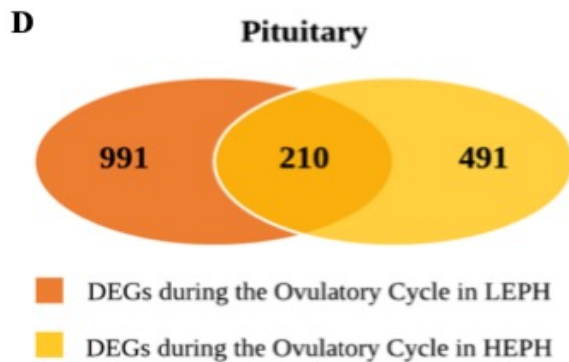 D
Pituitary
991 210 491
DEGs during the Ovulatory Cycle in LEPH
DEGs during the Ovulatory Cycle in HEPH